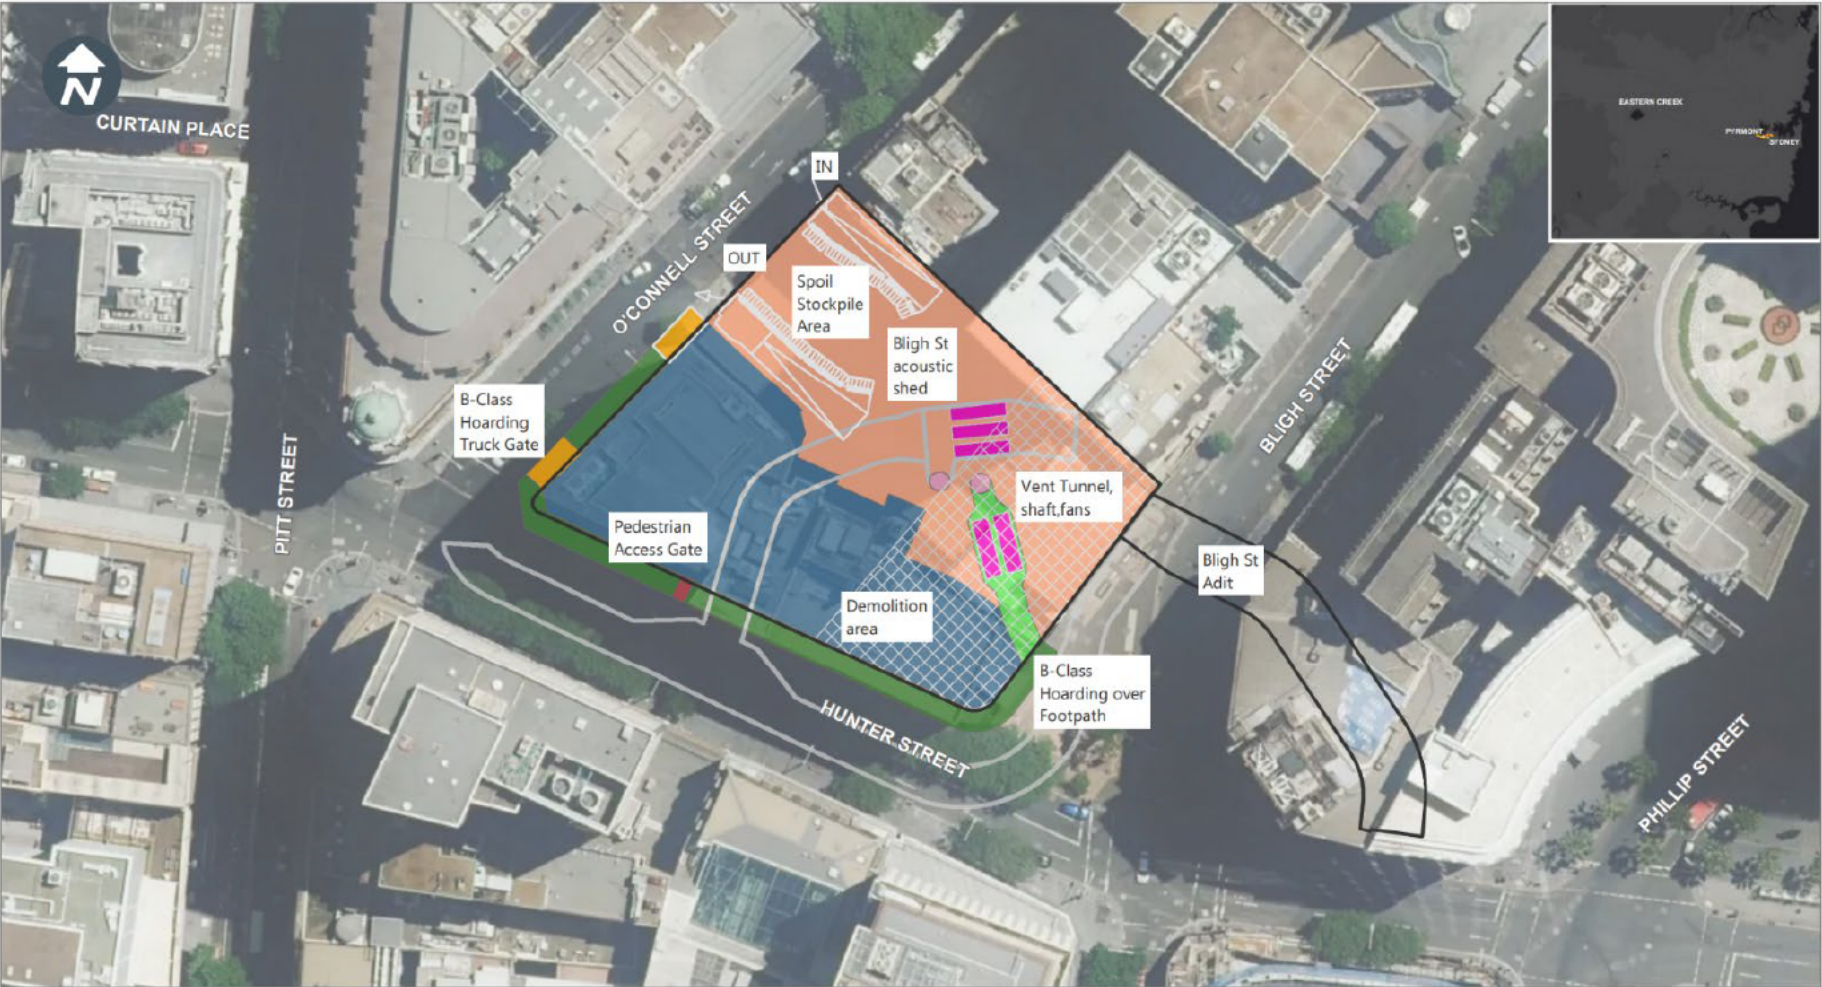 N
CURTAIN PLACE
EASTERN CREEK
PYRMONT
SYDNEY
IN
O'CONNELL STREET
OUT
Spoil
Stockpile
Area
Bligh St
acoustic
shed
B-Class
Hoarding
Truck Gate
BLIGH STREET
PITT STREET
Vent Tunnel,
shaft,fans
Pedestrian
Access Gate
Bligh St
Adit
Demolition
area
B-Class
Hoarding over
Footpath
HUNTER STREET
PHILLIP STREET